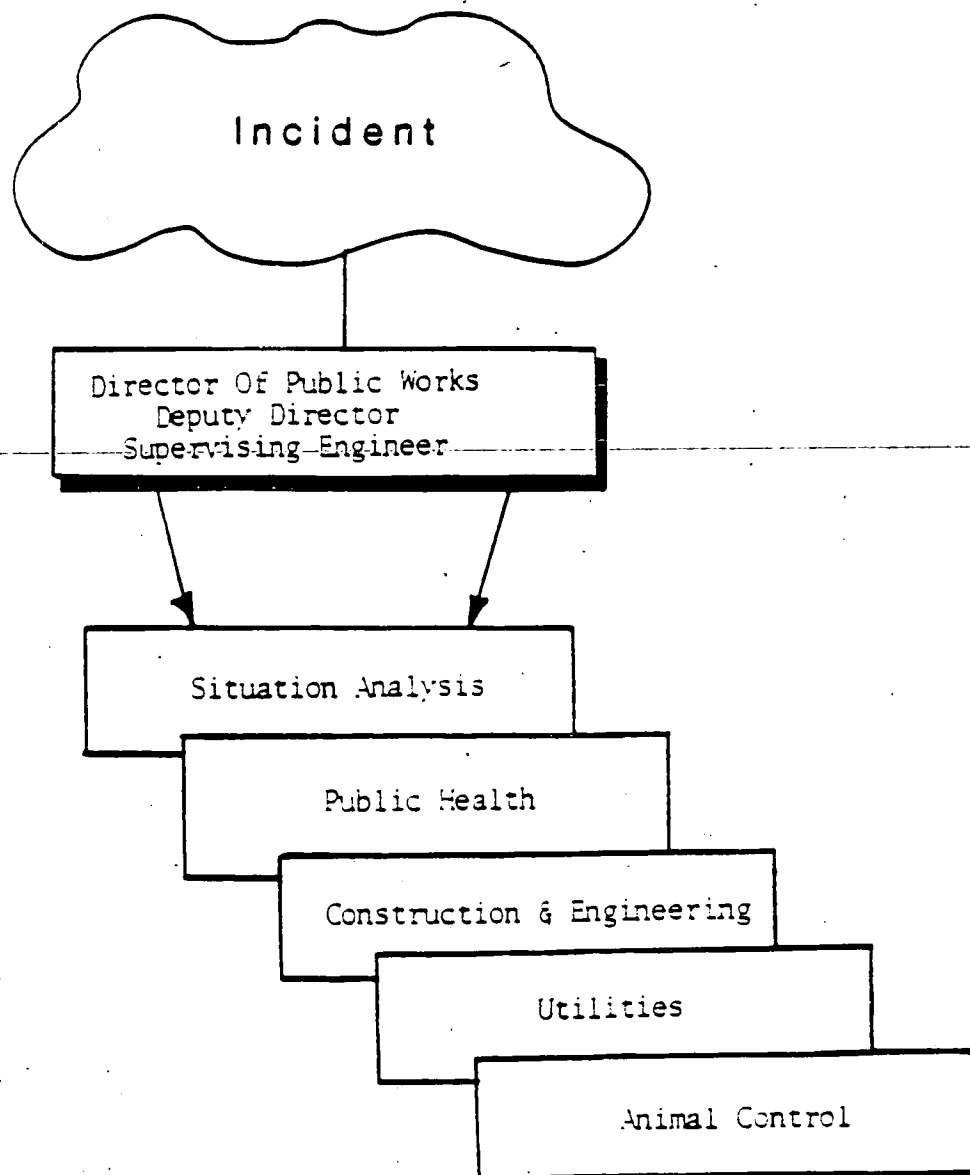 Incident
Director Of Public Works
Deputy Director
Supervising Engineer
Situation Analysis
Public Health
Construction & Engineering
Utilities
Animal Control